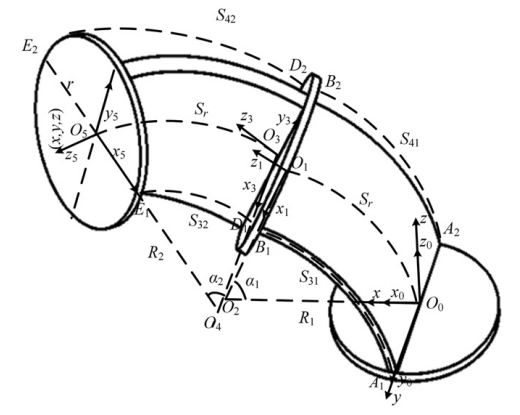 S42
E2
D2
B2
r
(x,y,z)
O5
y5
z5
x5
Sr
z3
O3
y3
z1
O1
S41
x3
x1
Sr
E1
S32
D1
B1
R2
α2
α1
S31
z
z0
A2
O4
O2
R1
x
x0
O0
A1
y0
y